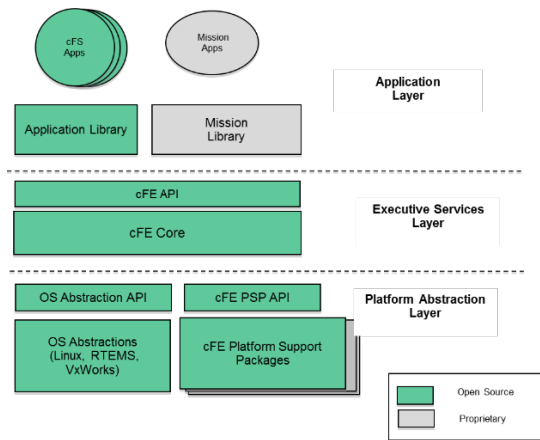 cFS
Apps
Mission
Apps
Application
Layer
Application Library
Mission
Library
cFE API
Executive Services
Layer
cFE Core
OS Abstraction API
cFE PSP API
Platform Abstraction
Layer
OS Abstractions
(Linux, RTEMS,
VxWorks)
cFE Platform Support
Packages
Open Source
Proprietary